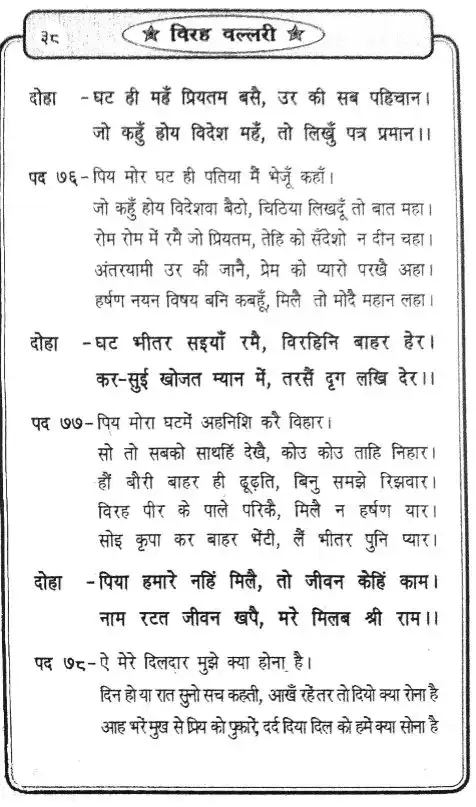 ३८ ☆ विरह वल्लरी ☆
दोहा - घट ही महँ प्रियतम बसै, उर की सब पहिचान।
जो कहुँ होय विदेश महँ, तो लिखुँ पत्र प्रमान।।
पद ७६ - पिय मोर घट ही पतिया मैं भेजूँ कहाँ।
जो कहुँ होय विदेशवा बैठो, चिठिया लिखदूँ तो बात महा।
रोम रोम में रमै जो प्रियतम, तेहि को सँदेशो न दीन चहा।
अंतरयामी उर की जानै, प्रेम को प्यारो परखै अहा।
हर्षण नयन विषय बनि कबहूँ, मिलै तो मोदै महान लहा।
दोहा - घट भीतर सइयाँ रमै, विरहिनि बाहर हेर।
कर-सुई खोजत म्यान में, तरसैं दृग लखि देर।।
पद ७७ - पिय मोरा घटमें अहनिशि करै विहार।
सो तो सबको साथहिं देखै, कोउ कोउ ताहि निहार।
हौं बौरी बाहर ही ढूढ़ति, बिनु समझे रिझवार।
विरह पीर के पाले परिकै, मिलै न हर्षण यार।
सोइ कृपा कर बाहर भेंटी, लैं भीतर पुनि प्यार।
दोहा - पिया हमारे नहिं मिलै, तो जीवन केहिं काम।
नाम रटत जीवन खपै, मरे मिलब श्री राम।।
पद ७८ - ऐ मेरे दिलदार मुझे क्या होना है।
दिन हो या रात सुनो सच कहती, आखँ रहें तर तो दियो क्या रोना है
आह भरें मुख से प्रिय को पुकारे, दर्द दिया दिल को हमें क्या सोना है